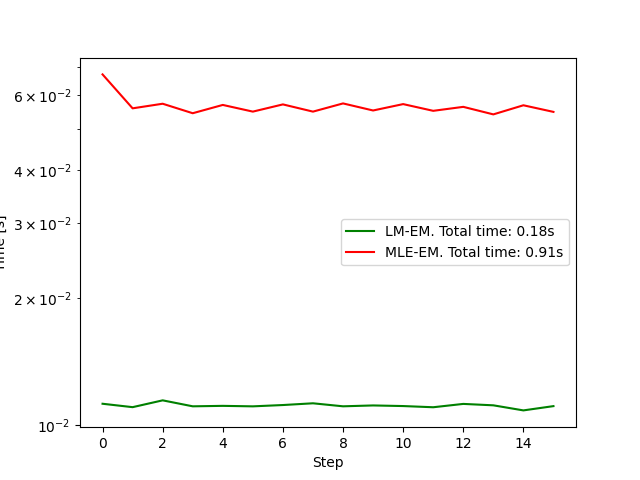 6 × 10⁻²
4 × 10⁻²
3 × 10⁻²
2 × 10⁻²
10⁻²
Time [s]
LM-EM. Total time: 0.18s
MLE-EM. Total time: 0.91s
0 2 4 6 8 10 12 14
Step